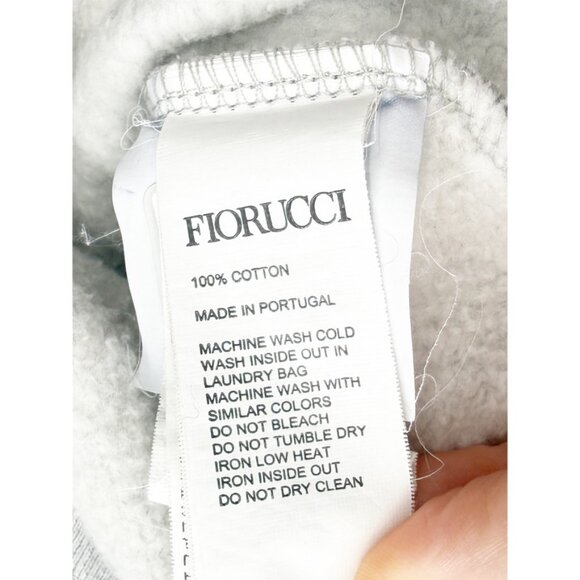 FIORUCCI
100% COTTON
MADE IN PORTUGAL
MACHINE WASH COLD
WASH INSIDE OUT IN
LAUNDRY BAG
MACHINE WASH WITH
SIMILAR COLORS
DO NOT BLEACH
DO NOT TUMBLE DRY
IRON LOW HEAT
IRON INSIDE OUT
DO NOT DRY CLEAN